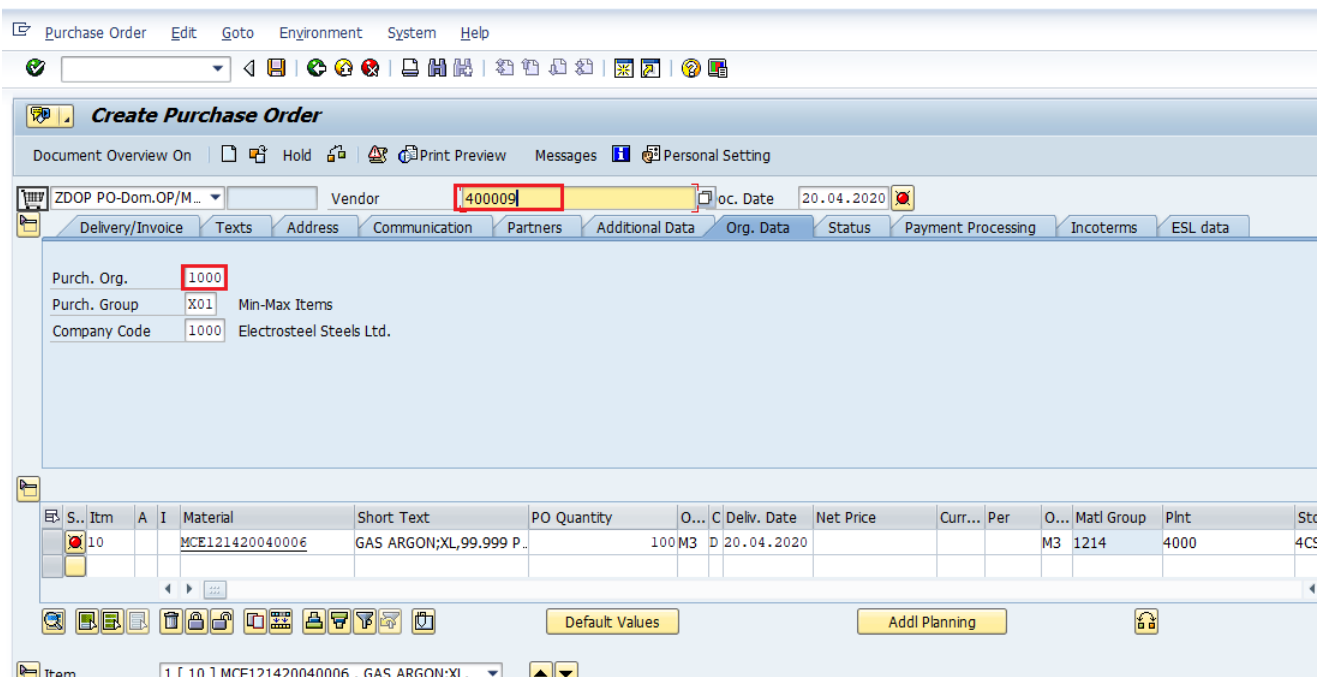 Purchase Order Edit Goto Environment System Help
Create Purchase Order
Document Overview On Hold Print Preview Messages Personal Setting
ZDOP PO-Dom.OP/M... Vendor 400009 oc. Date 20.04.2020
Delivery/Invoice Texts Address Communication Partners Additional Data Org. Data Status Payment Processing Incoterms ESL data
Purch. Org. 1000
Purch. Group X01 Min-Max Items
Company Code 1000 Electrosteel Steels Ltd.
S.. Itm A I Material Short Text PO Quantity O... C Deliv. Date Net Price Curr... Per O... Matl Group Plnt Sto
10 MCE121420040006 GAS ARGON;XL,99.999 P.. 100 M3 D 20.04.2020 M3 1214 4000 4CS
Default Values Addl Planning
Item 1 [ 10 ] MCE121420040006 , GAS ARGON;XL,